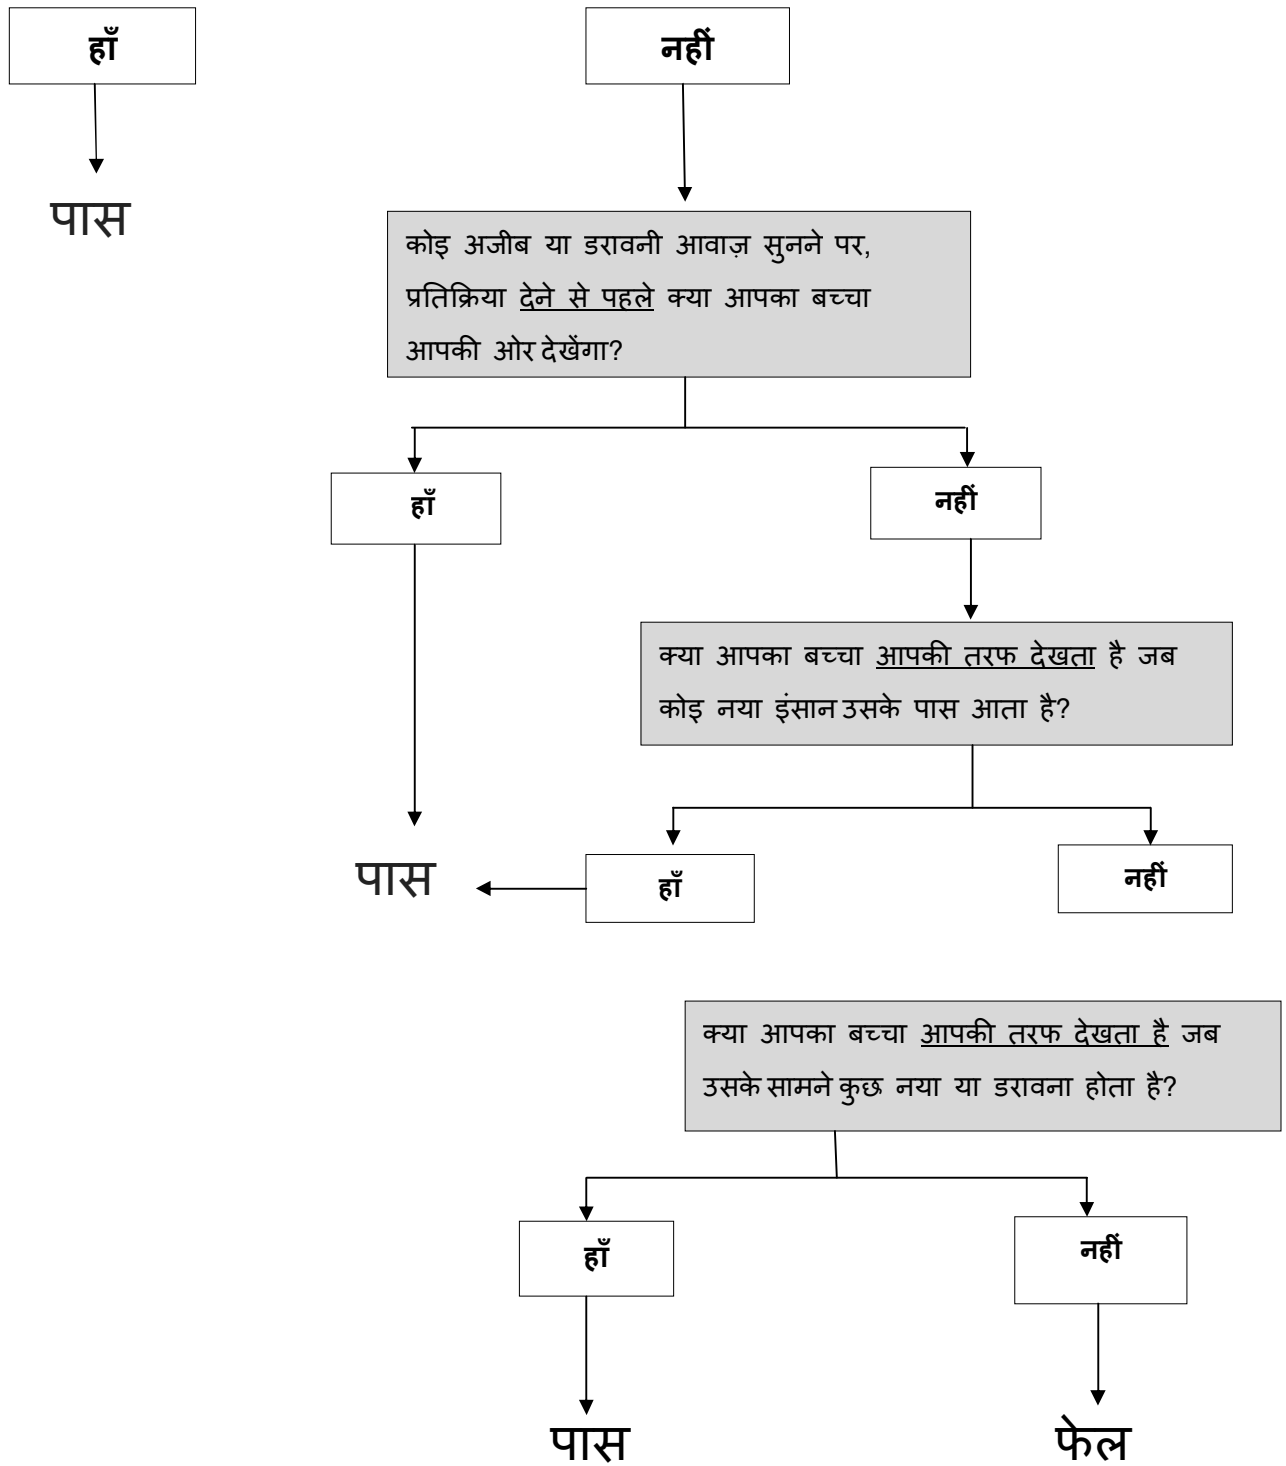 हाँ
नहीं
पास
कोइ अजीब या डरावनी आवाज़ सुनने पर,
प्रतिक्रिया देने से पहले क्या आपका बच्चा
आपकी ओर देखेंगा?
हाँ
नहीं
क्या आपका बच्चा आपकी तरफ देखता है जब
कोइ नया इंसान उसके पास आता है?
पास
हाँ
नहीं
क्या आपका बच्चा आपकी तरफ देखता है जब
उसके सामने कुछ नया या डरावना होता है?
हाँ
नहीं
पास
फेल